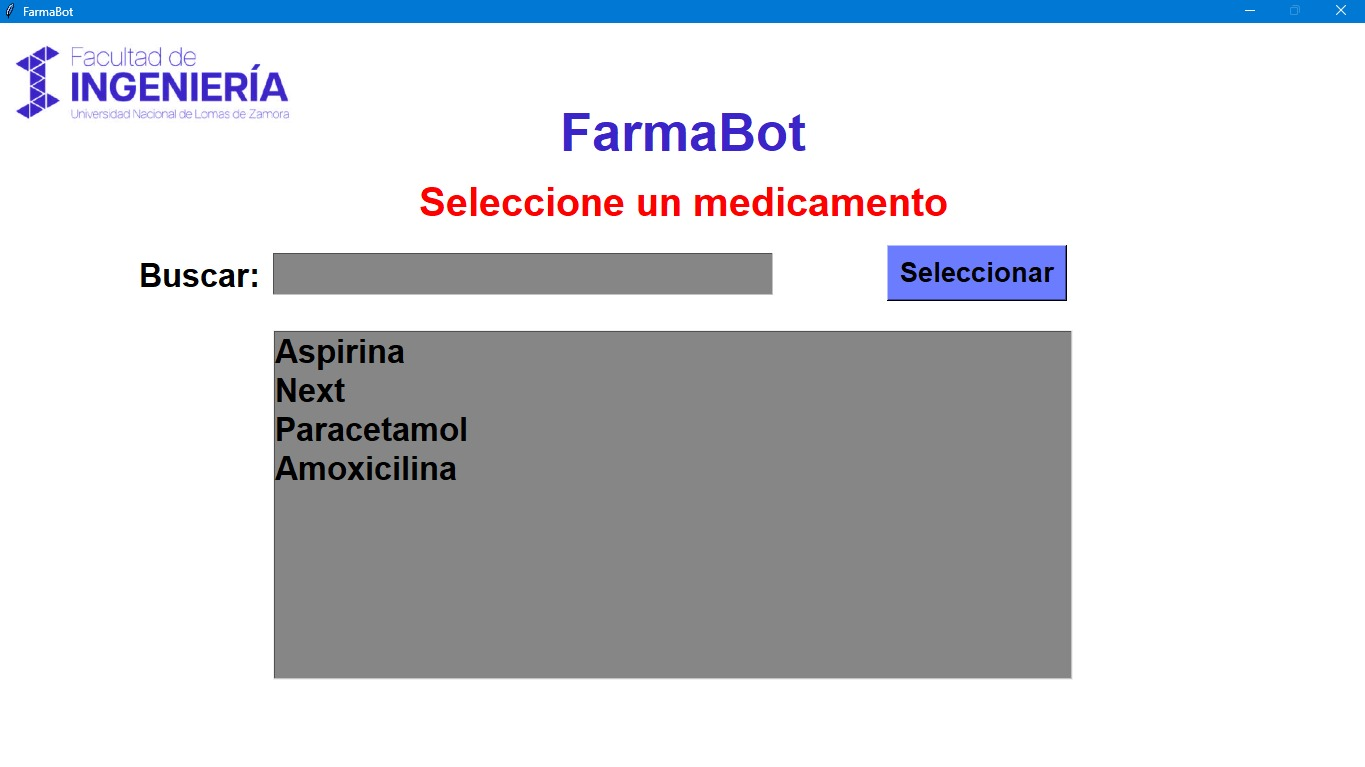 FarmaBot
Facultad de
INGENIERÍA
Universidad Nacional de Lomas de Zamora
FarmaBot
Seleccione un medicamento
Buscar:
Seleccionar
Aspirina
Next
Paracetamol
Amoxicilina